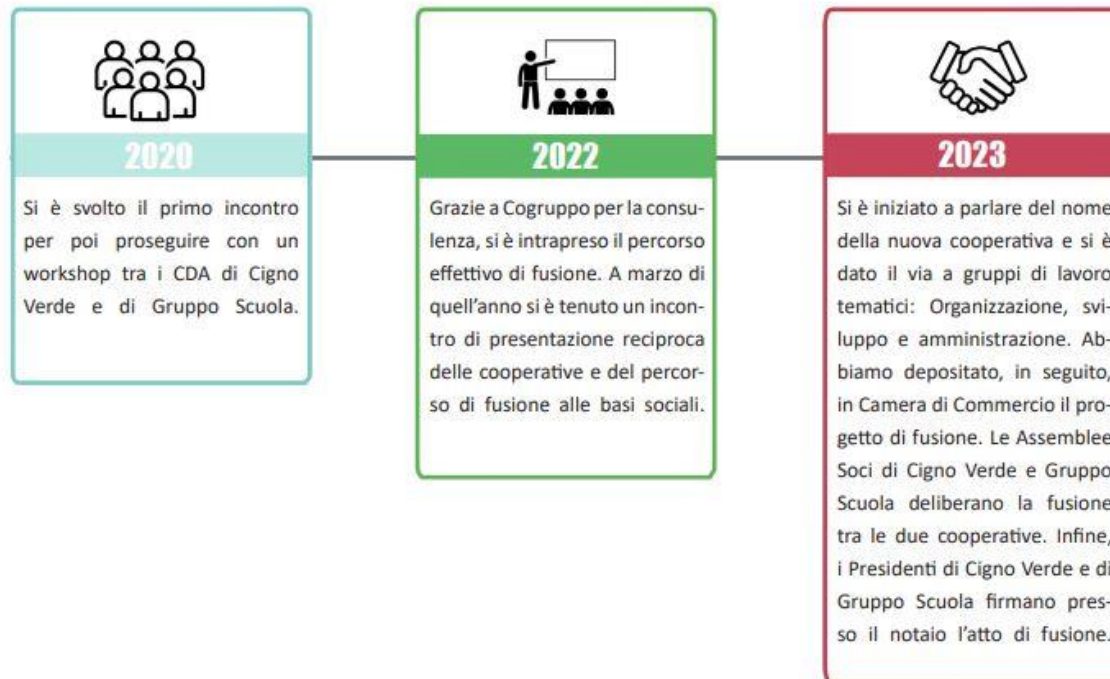 2020
Si è svolto il primo incontro
per poi proseguire con un
workshop tra i CDA di Cigno
Verde e di Gruppo Scuola.
2022
Grazie a Cogruppo per la consu-
lenza, si è intrapreso il percorso
effettivo di fusione. A marzo di
quell'anno si è tenuto un incon-
tro di presentazione reciproca
delle cooperative e del percor-
so di fusione alle basi sociali.
2023
Si è iniziato a parlare del nome
della nuova cooperativa e si è
dato il via a gruppi di lavoro
tematici: Organizzazione, svi-
luppo e amministrazione. Ab-
biamo depositato, in seguito,
in Camera di Commercio il pro-
getto di fusione. Le Assemblee
Soci di Cigno Verde e Gruppo
Scuola deliberano la fusione
tra le due cooperative. Infine,
i Presidenti di Cigno Verde e di
Gruppo Scuola firmano pres-
so il notaio l'atto di fusione.